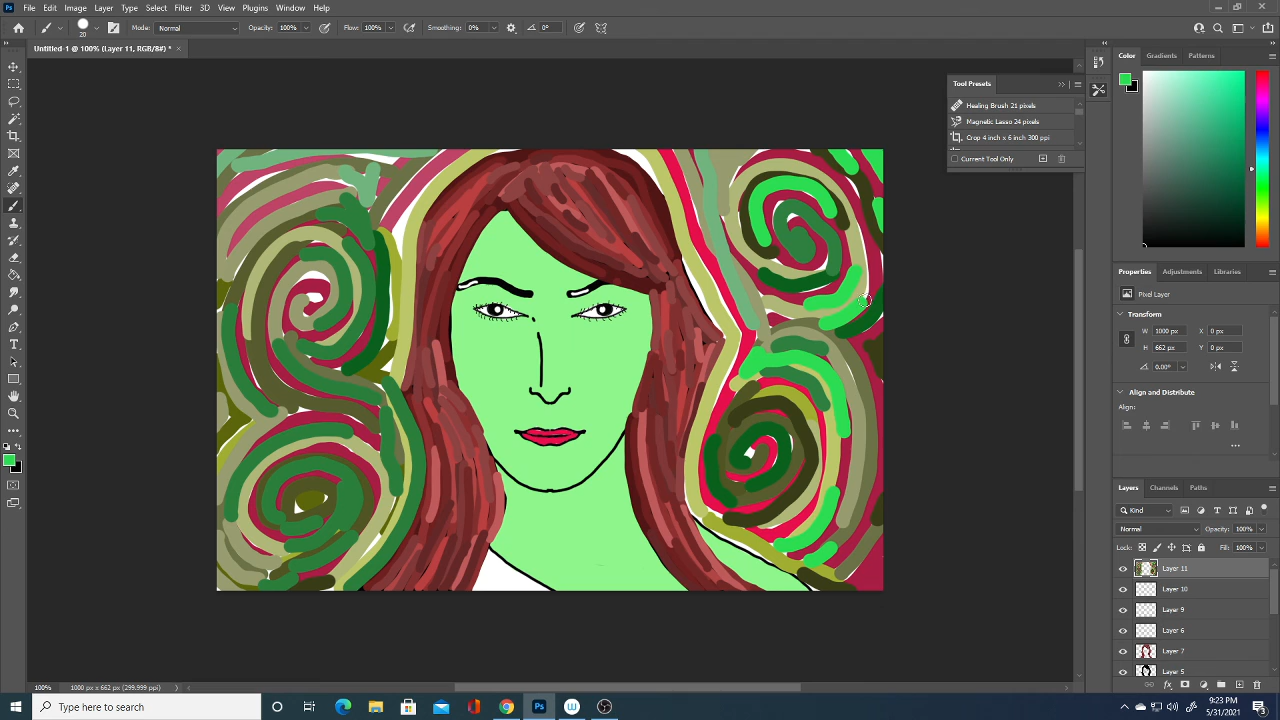 Ps File Edit Image Layer Type Select Filter 3D View Plugins Window Help
20 Mode: Normal Opacity: 100% Flow: 100% Smoothing: 0% 0°
Untitled-1 @ 100% (Layer 11, RGB/8#) * ×
Color Gradients Patterns
Tool Presets
Healing Brush 21 pixels
Magnetic Lasso 24 pixels
Crop 4 inch x 6 inch 300 ppi
Current Tool Only
Properties Adjustments Libraries
Pixel Layer
Transform
W 1000 px X 0 px
H 662 px Y 0 px
0.00°
Align and Distribute
Align:
Layers Channels Paths
Kind
Normal Opacity: 100%
Lock: Fill: 100%
Layer 11
Layer 10
Layer 9
Layer 6
Layer 7
Layer 5
100% 1000 px x 662 px (299.999 ppi)
Type here to search
Ps
W
9:23 PM
5/31/2021